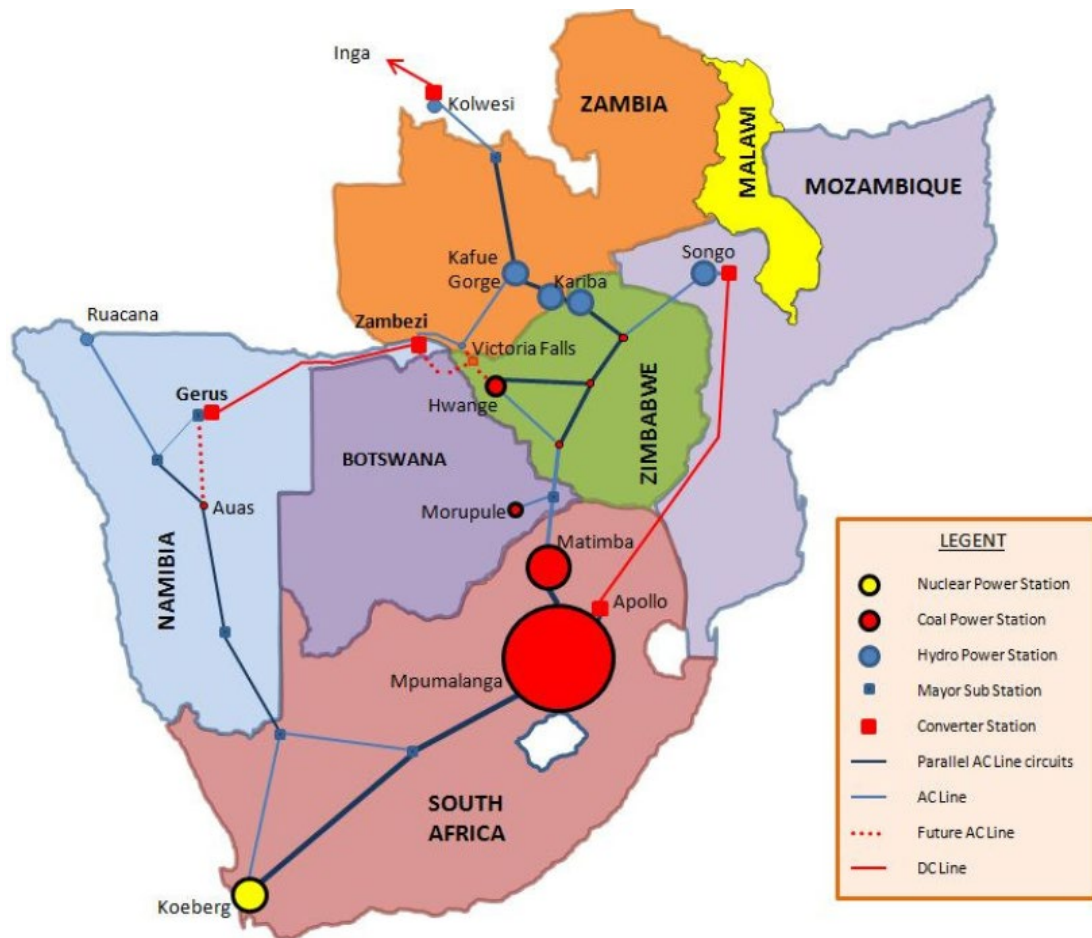 Inga
Kolwesi
ZAMBIA
MALAWI
MOZAMBIQUE
Kafue
Gorge
Kariba
Songo
Ruacana
Zambezi
Victoria Falls
Gerus
Hwange
ZIMBABWE
BOTSWANA
Auas
Morupule
NAMIBIA
Matimba
Apollo
Mpumalanga
SOUTH
AFRICA
Koeberg
LEGENT
Nuclear Power Station
Coal Power Station
Hydro Power Station
Mayor Sub Station
Converter Station
Parallel AC Line circuits
AC Line
Future AC Line
DC Line